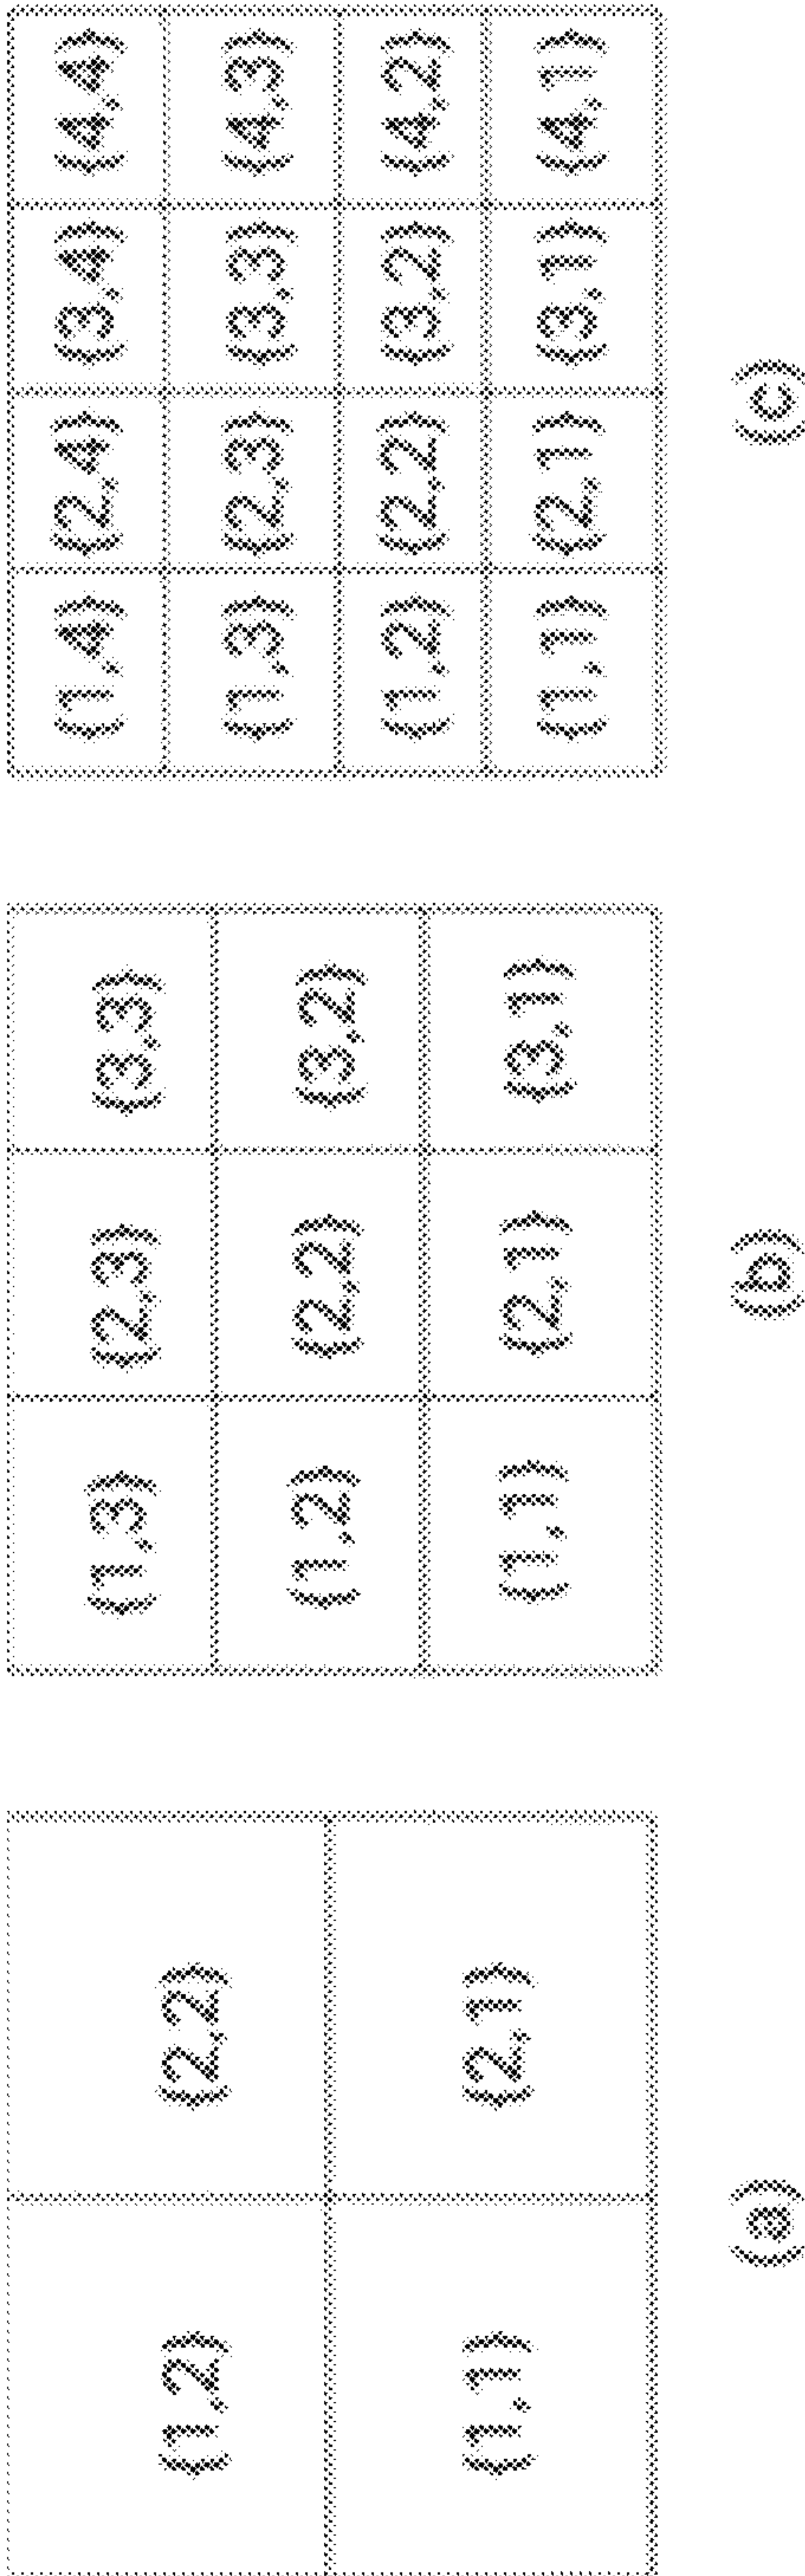 (1,2) (2,2)
(1,1) (2,1)
(a)
(1,3) (2,3) (3,3)
(1,2) (2,2) (3,2)
(1,1) (2,1) (3,1)
(b)
(1,4) (2,4) (3,4) (4,4)
(1,3) (2,3) (3,3) (4,3)
(1,2) (2,2) (3,2) (4,2)
(1,1) (2,1) (3,1) (4,1)
(c)